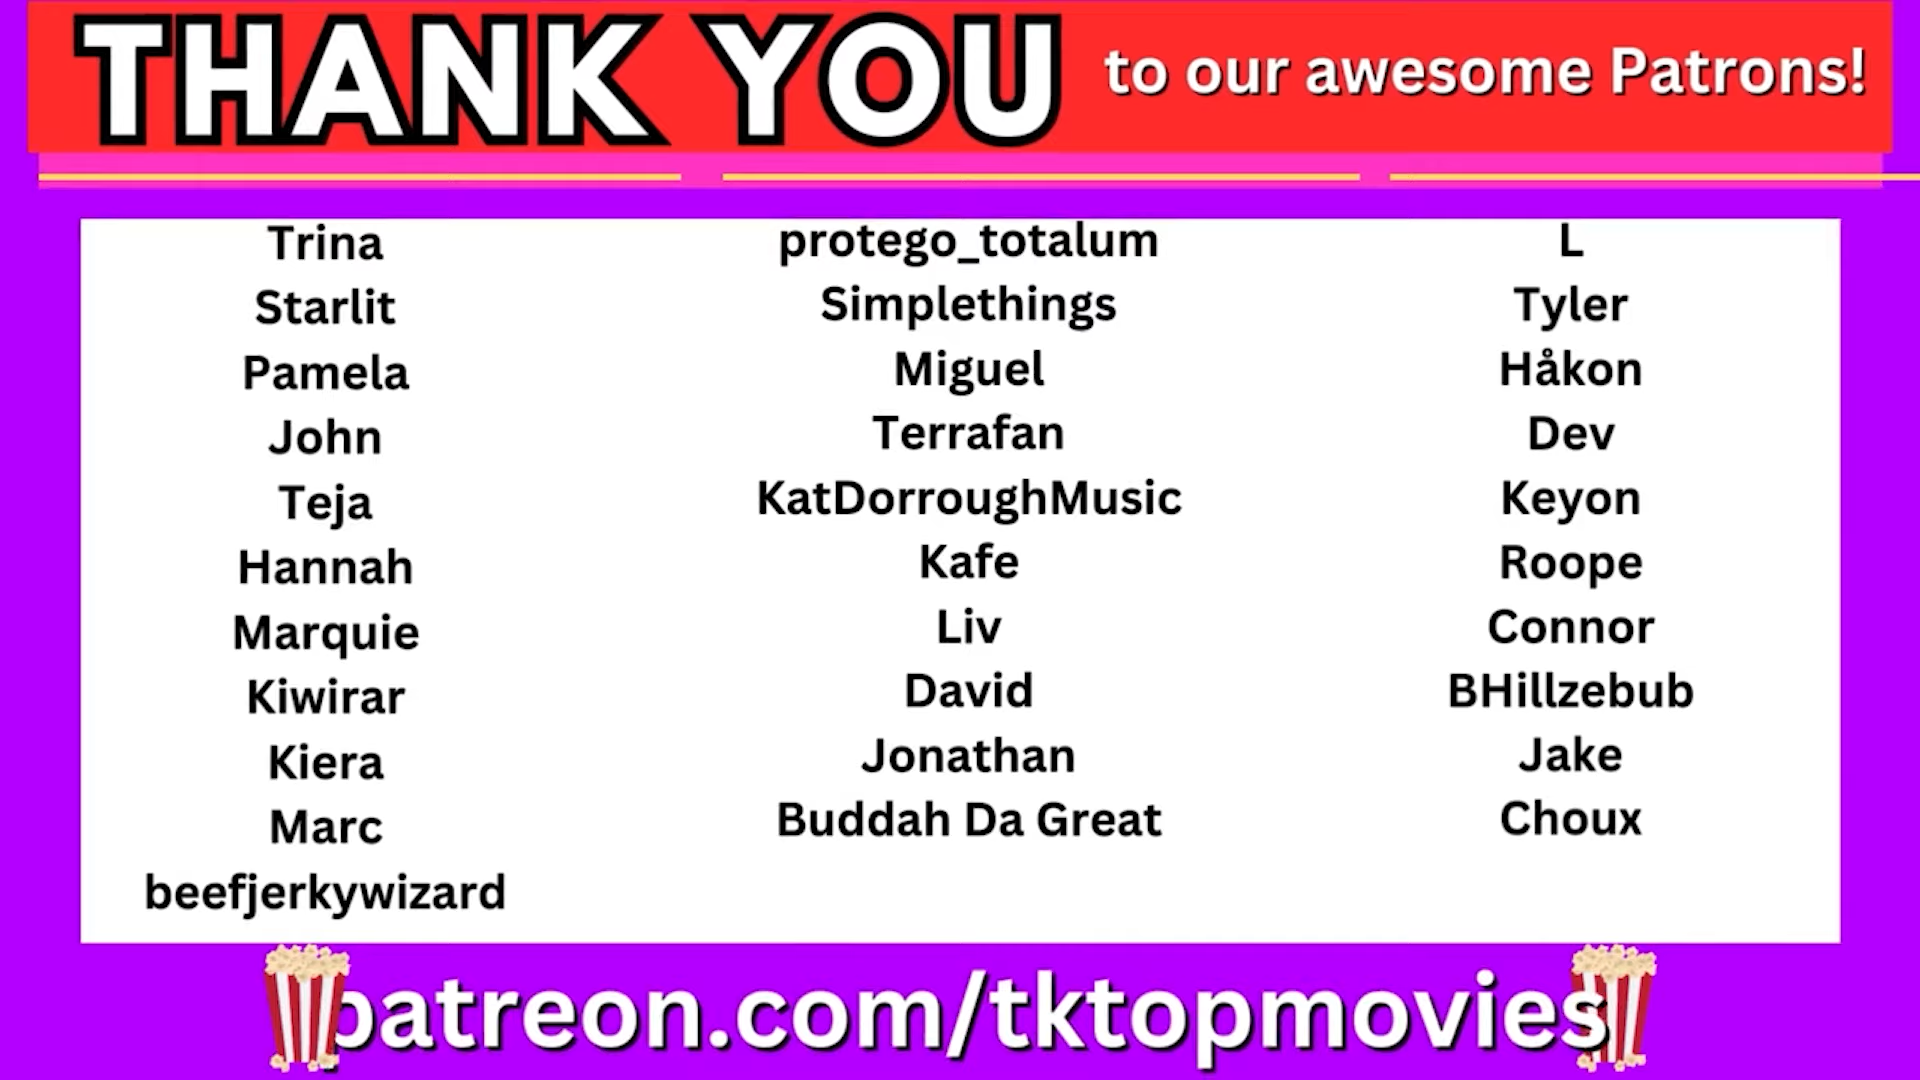 THANK YOU to our awesome Patrons!
Trina
Starlit
Pamela
John
Teja
Hannah
Marquie
Kiwirar
Kiera
Marc
beefjerkywizard
protego_totalum
Simplethings
Miguel
Terrafan
KatDorroughMusic
Kafe
Liv
David
Jonathan
Buddah Da Great
L
Tyler
Håkon
Dev
Keyon
Roope
Connor
BHillzebub
Jake
Choux
patreon.com/tktopmovies